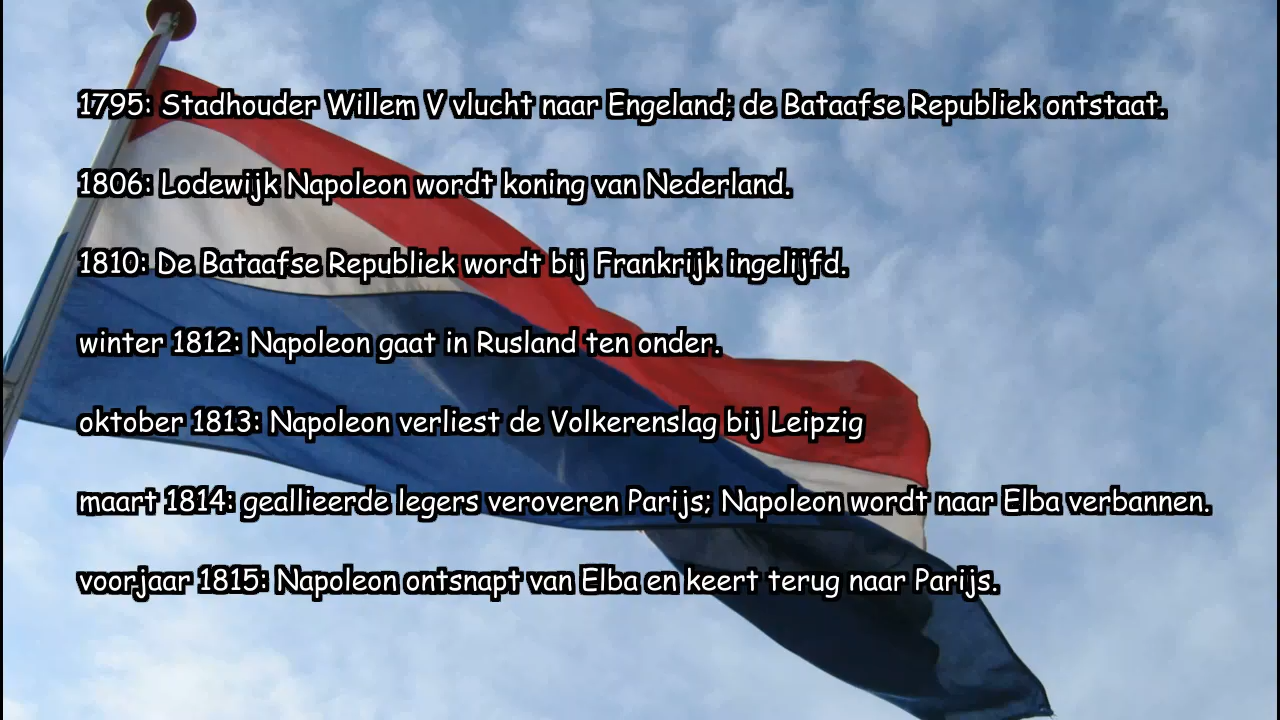 1795: Stadhouder Willem V vlucht naar Engeland; de Bataafse Republiek ontstaat.
1806: Lodewijk Napoleon wordt koning van Nederland.
1810: De Bataafse Republiek wordt bij Frankrijk ingelijfd.
winter 1812: Napoleon gaat in Rusland ten onder.
oktober 1813: Napoleon verliest de Volkerenslag bij Leipzig
maart 1814: geallieerde legers veroveren Parijs; Napoleon wordt naar Elba verbannen.
voorjaar 1815: Napoleon ontsnapt van Elba en keert terug naar Parijs.